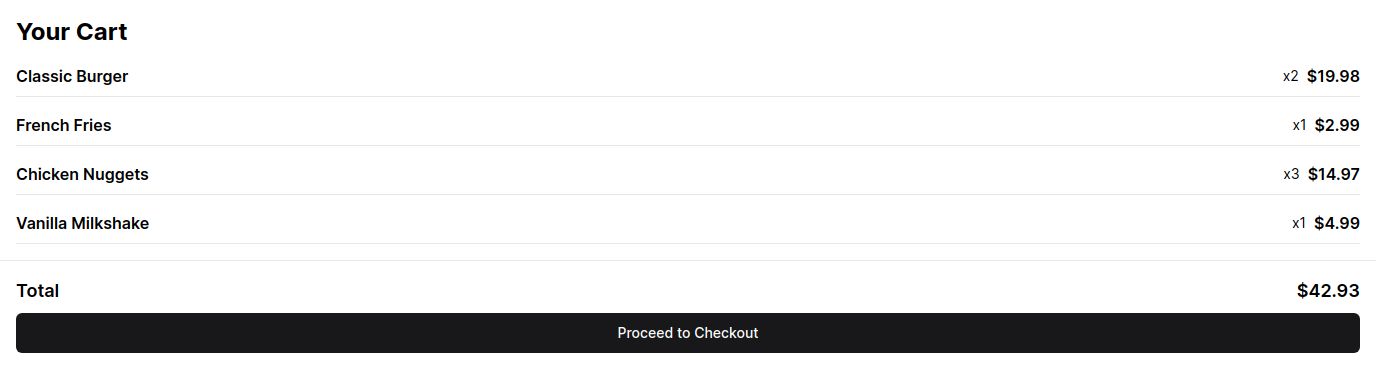 Your Cart
Classic Burger x2 $19.98
French Fries x1 $2.99
Chicken Nuggets x3 $14.97
Vanilla Milkshake x1 $4.99
Total $42.93
Proceed to Checkout